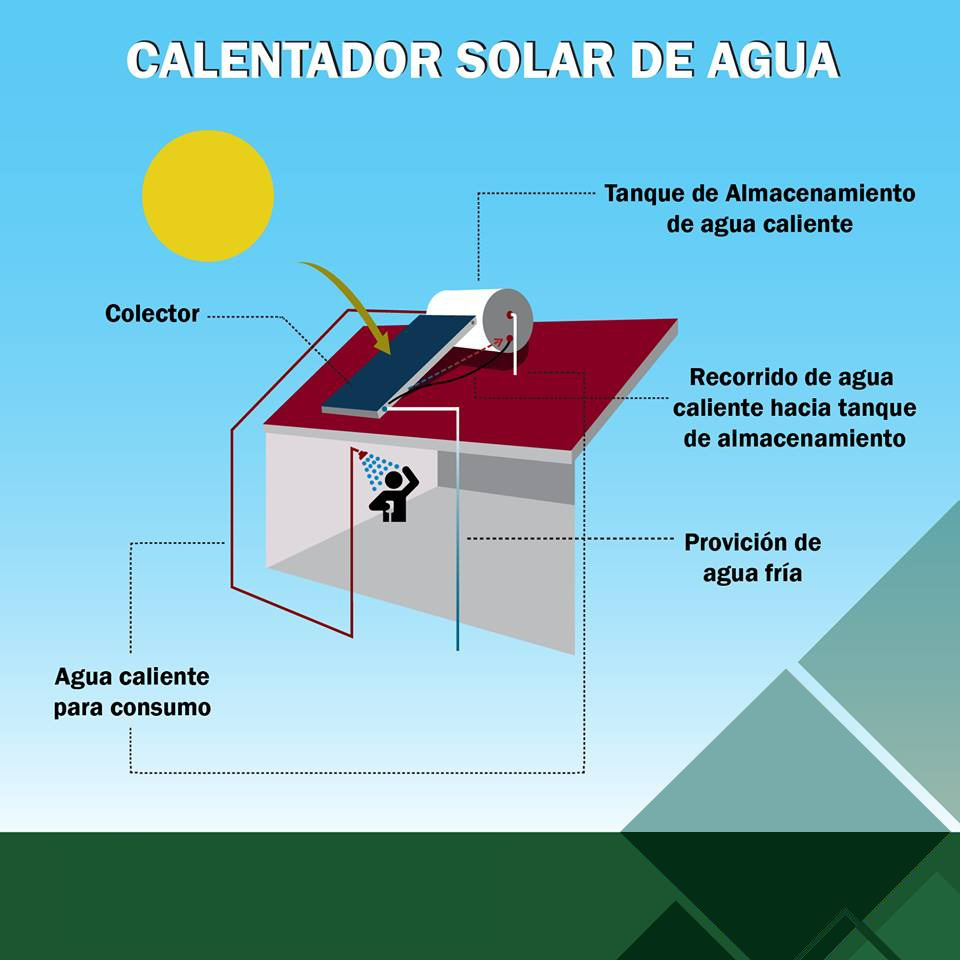 CALENTADOR SOLAR DE AGUA
Tanque de Almacenamiento
de agua caliente
Colector
Recorrido de agua
caliente hacia tanque
de almacenamiento
Provición de
agua fría
Agua caliente
para consumo